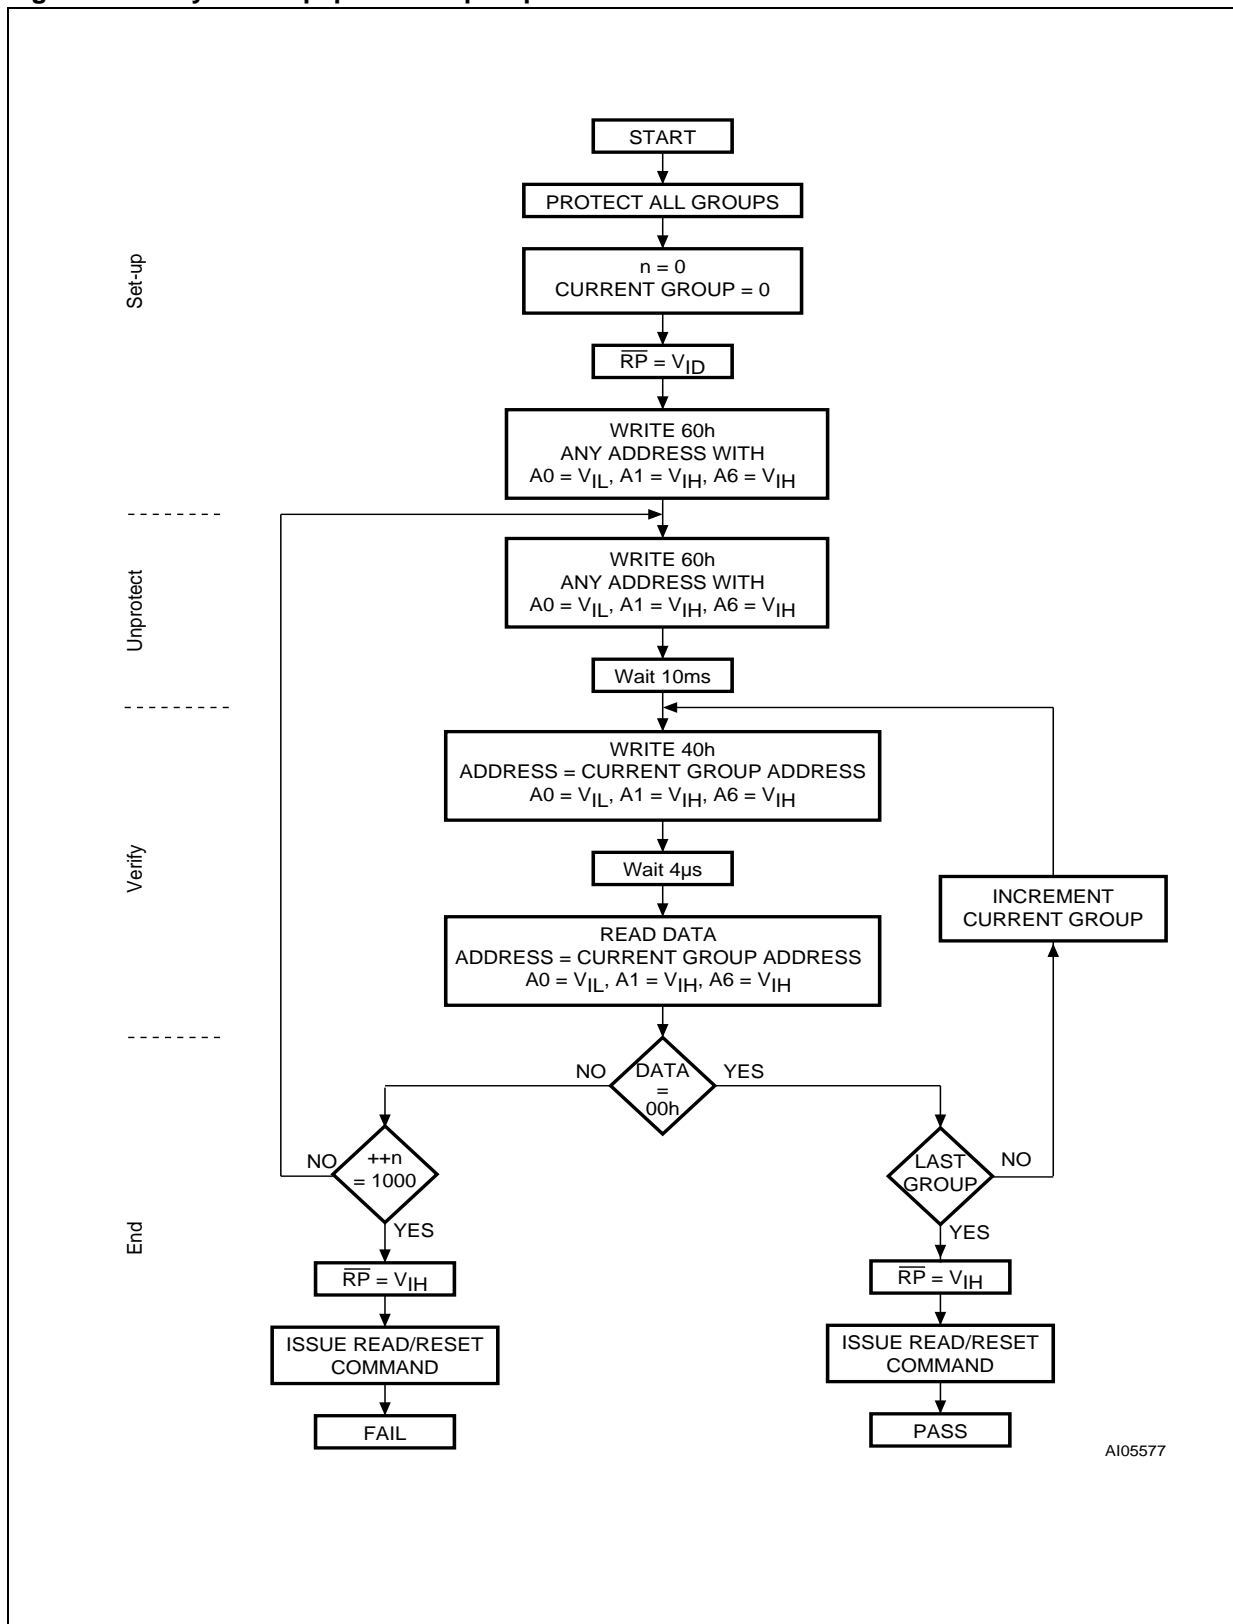 START
PROTECT ALL GROUPS
Set-up
n = 0
CURRENT GROUP = 0
RP = VID
WRITE 60h
ANY ADDRESS WITH
A0 = VIL, A1 = VIH, A6 = VIH
Unprotect
WRITE 60h
ANY ADDRESS WITH
A0 = VIL, A1 = VIH, A6 = VIH
Wait 10ms
Verify
WRITE 40h
ADDRESS = CURRENT GROUP ADDRESS
A0 = VIL, A1 = VIH, A6 = VIH
Wait 4µs
INCREMENT
CURRENT GROUP
READ DATA
ADDRESS = CURRENT GROUP ADDRESS
A0 = VIL, A1 = VIH, A6 = VIH
NO
DATA
=
00h
YES
End
NO
++n
= 1000
LAST
GROUP
NO
YES
YES
RP = VIH
RP = VIH
ISSUE READ/RESET
COMMAND
ISSUE READ/RESET
COMMAND
FAIL
PASS
AI05577